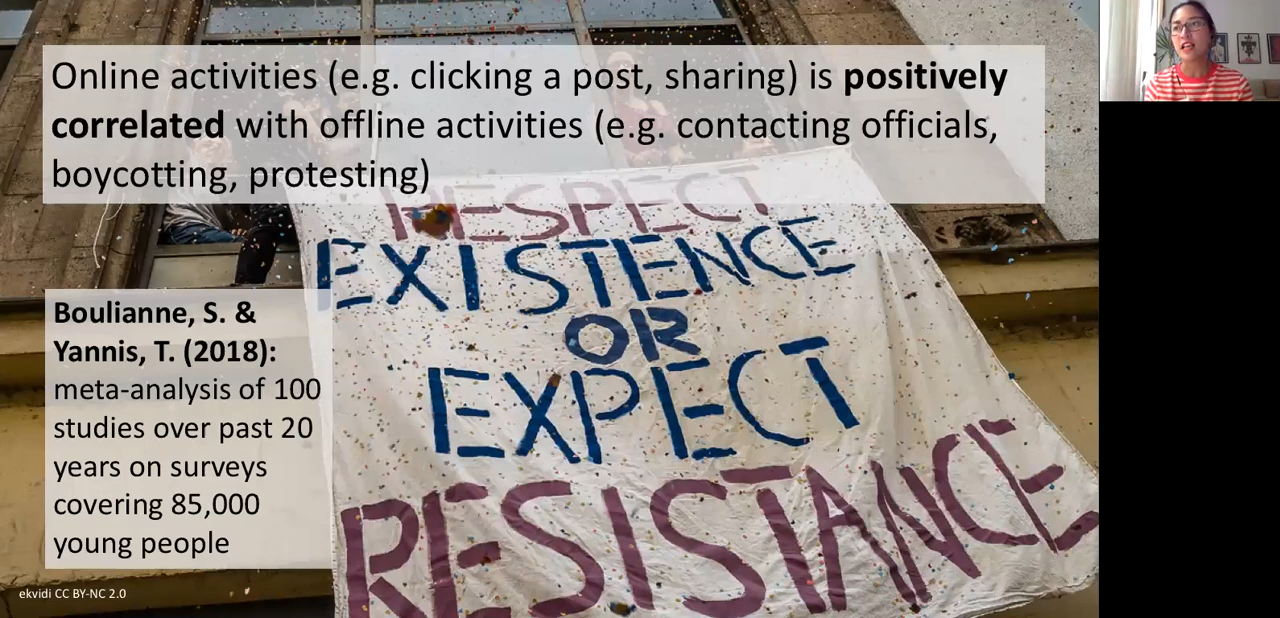 Online activities (e.g. clicking a post, sharing) is positively
correlated with offline activities (e.g. contacting officials,
boycotting, protesting)
RESPECT
EXISTENCE
OR
EXPECT
RESISTANCE
Boulianne, S. &
Yannis, T. (2018):
meta-analysis of 100
studies over past 20
years on surveys
covering 85,000
young people
ekvidi CC BY-NC 2.0